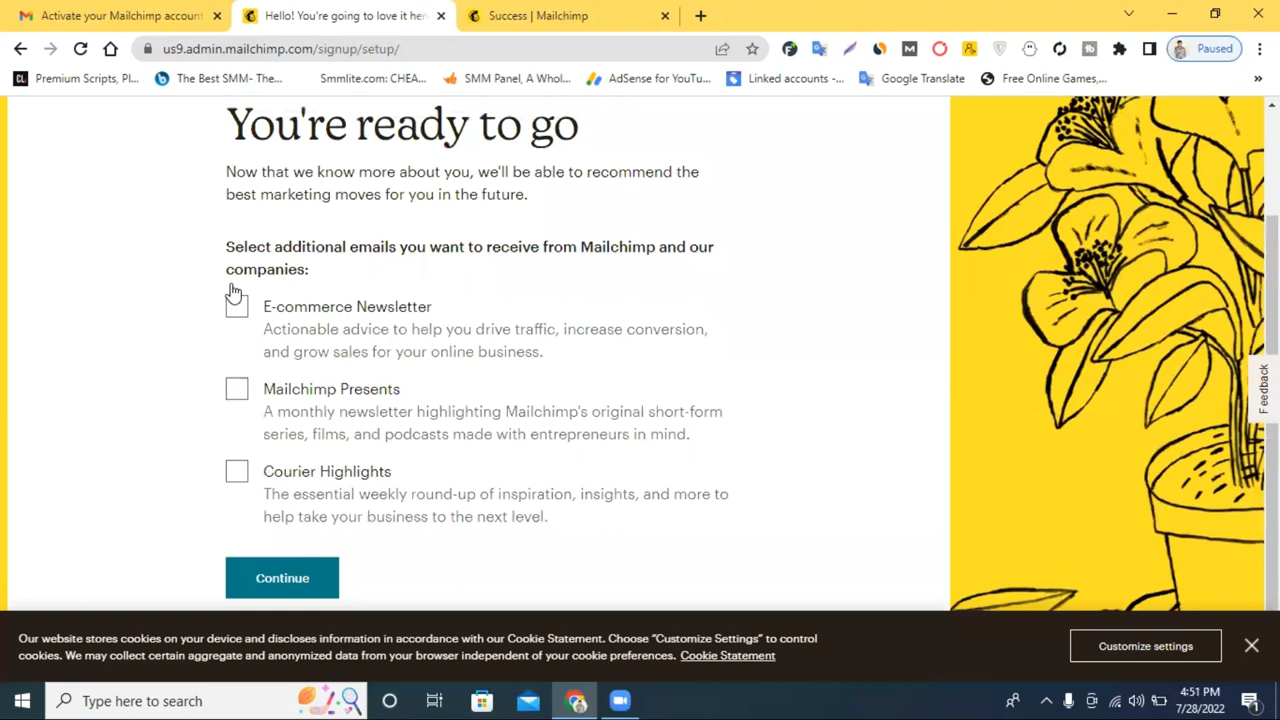 Activate your Mailchimp account
Hello! You're going to love it here
Success | Mailchimp
us9.admin.mailchimp.com/signup/setup/
Paused
CL
Premium Scripts, Pl...
The Best SMM- The...
Smmlite.com: CHEA...
SMM Panel, A Whol...
AdSense for YouTu...
Linked accounts -...
Google Translate
Free Online Games,...
»
You're ready to go
Now that we know more about you, we'll be able to recommend the
best marketing moves for you in the future.
Select additional emails you want to receive from Mailchimp and our
companies:
E-commerce Newsletter
Actionable advice to help you drive traffic, increase conversion,
and grow sales for your online business.
Mailchimp Presents
A monthly newsletter highlighting Mailchimp's original short-form
series, films, and podcasts made with entrepreneurs in mind.
Courier Highlights
The essential weekly round-up of inspiration, insights, and more to
help take your business to the next level.
Continue
Feedback
Our website stores cookies on your device and discloses information in accordance with our Cookie Statement. Choose "Customize Settings" to control
cookies. We may collect certain aggregate and anonymized data from your browser independent of your cookie preferences. Cookie Statement
Customize settings
Type here to search
4:51 PM
7/28/2022